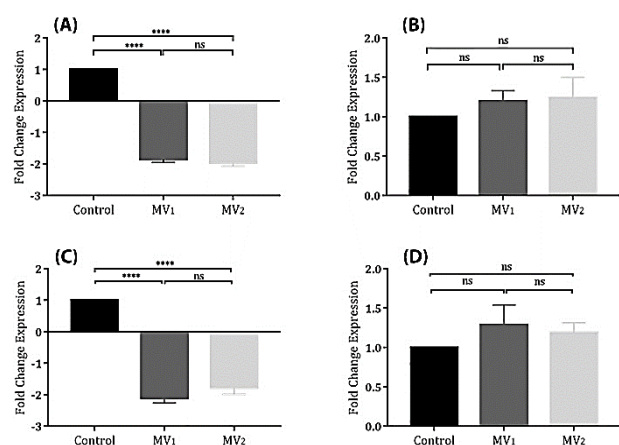 (A)
****
**** ns
Fold Change Expression
2
1
0
-1
-2
-3
Control MV1 MV2
(B)
ns
ns ns
Fold Change Expression
2.0
1.5
1.0
0.5
0.0
Control MV1 MV2
(C)
****
**** ns
Fold Change Expression
2
1
0
-1
-2
-3
Control MV1 MV2
(D)
ns
ns ns
Fold Change Expression
2.0
1.5
1.0
0.5
0.0
Control MV1 MV2